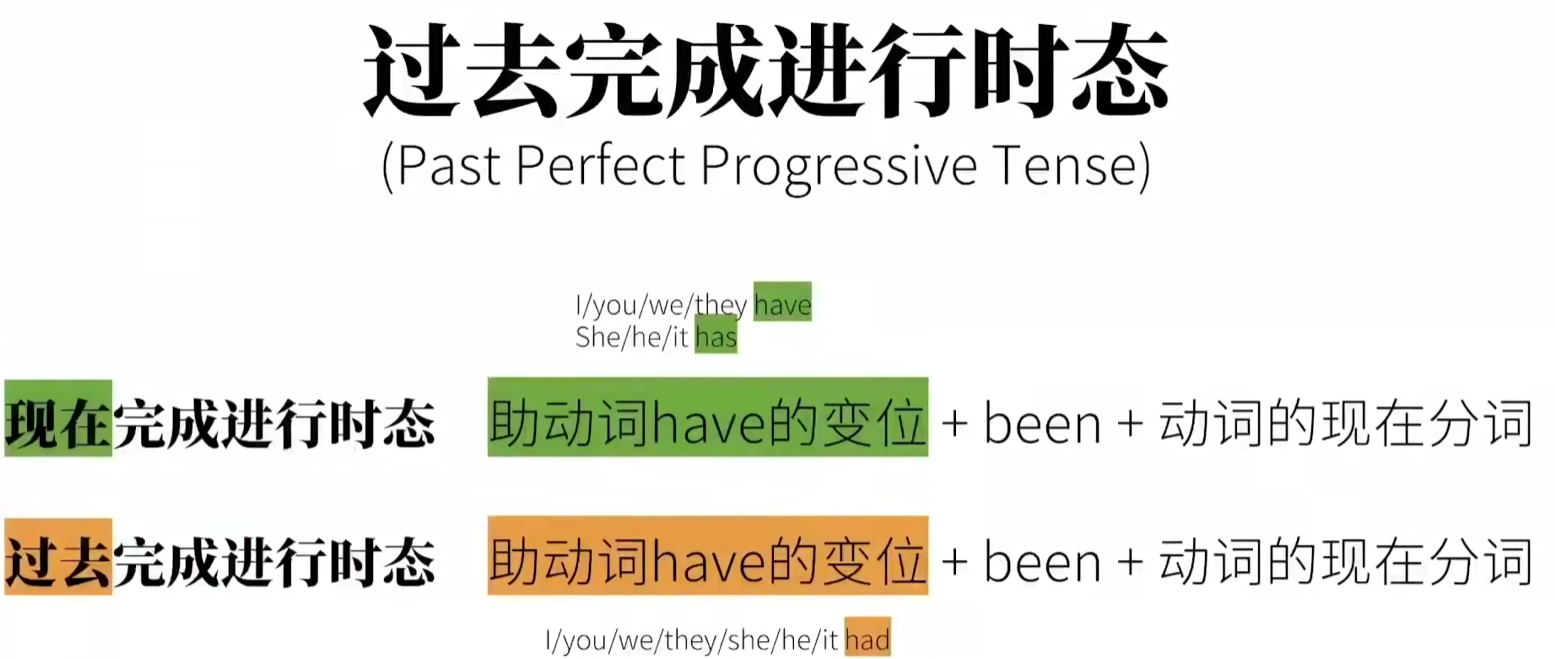 过去完成进行时态
(Past Perfect Progressive Tense)
I/you/we/they have
She/he/it has
现在完成进行时态 助动词have的变位 + been + 动词的现在分词
过去完成进行时态 助动词have的变位 + been + 动词的现在分词
I/you/we/they/she/he/it had